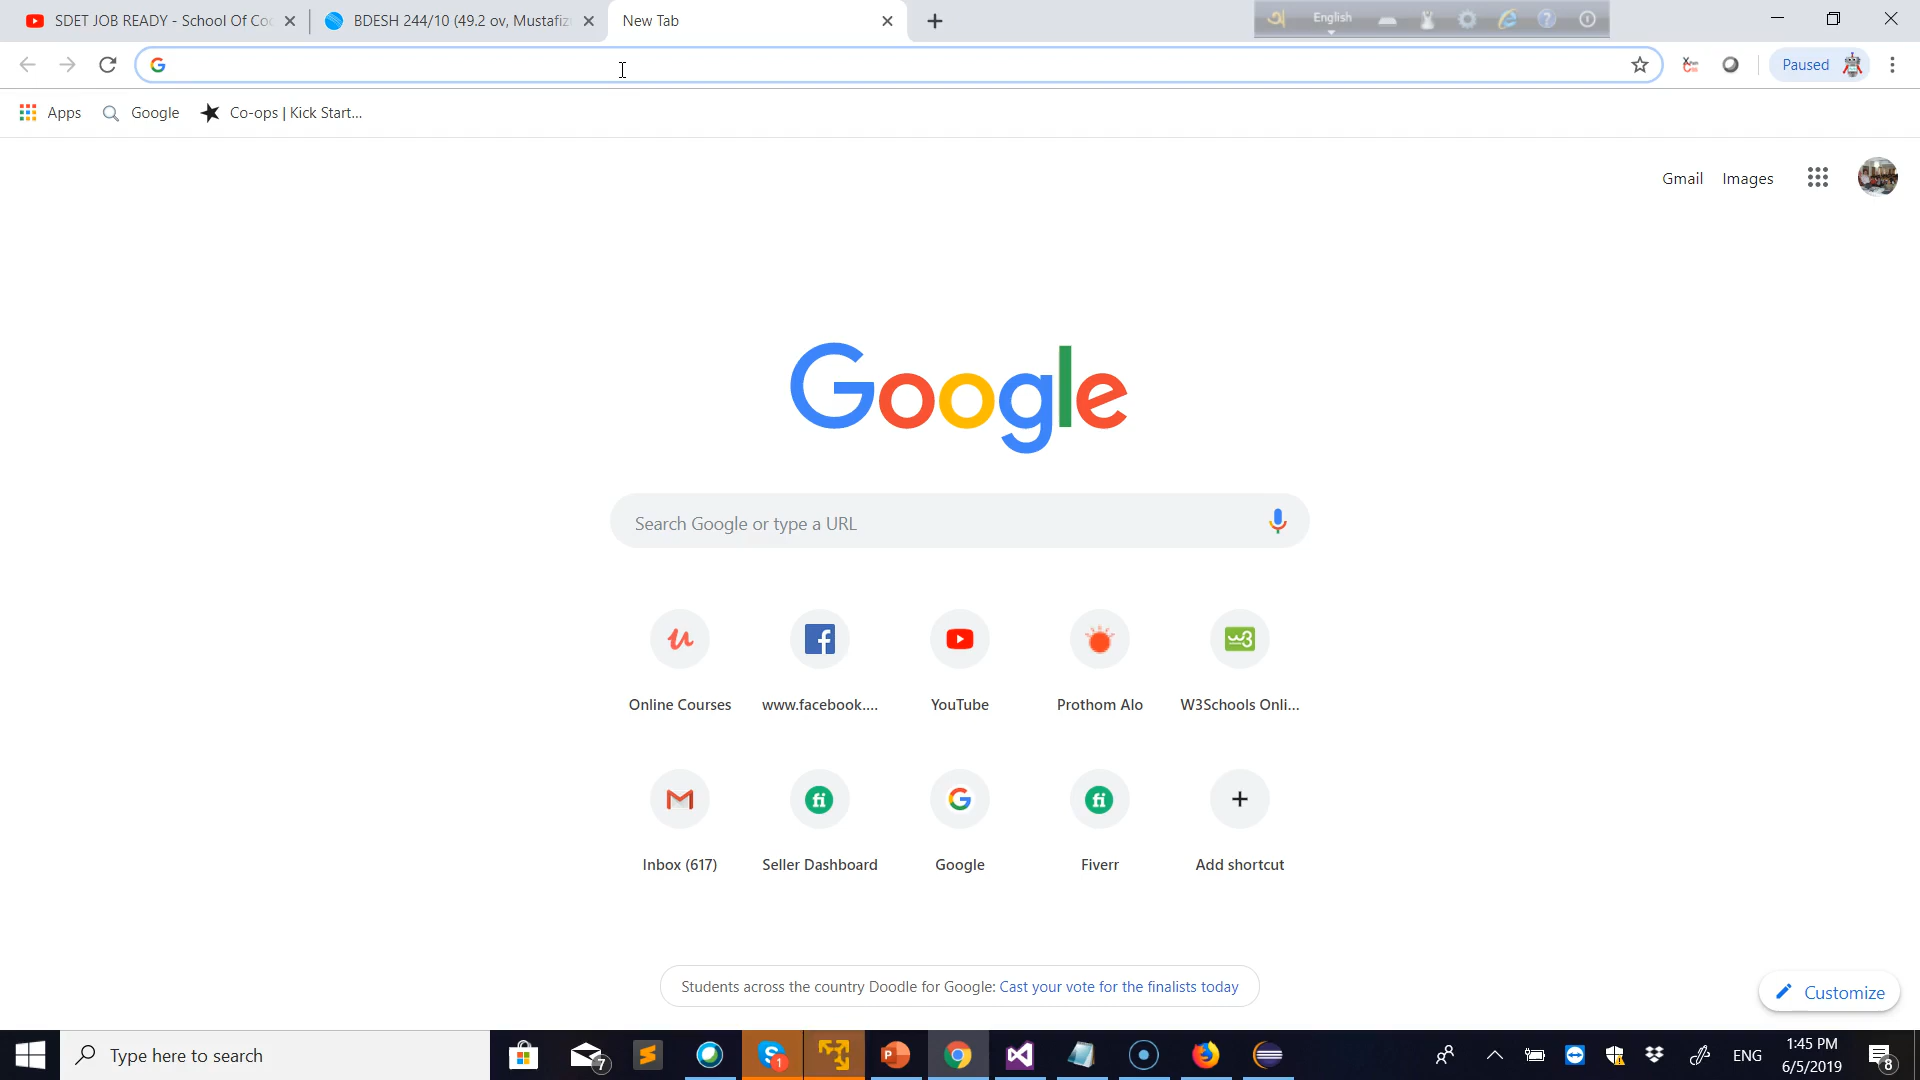 SDET JOB READY - School Of Co
BDESH 244/10 (49.2 ov, Mustafiz
New Tab
English
Paused
Apps
Google
Co-ops | Kick Start...
Gmail
Images
Google
Search Google or type a URL
Online Courses
www.facebook....
YouTube
Prothom Alo
W3Schools Onli...
Inbox (617)
Seller Dashboard
Google
Fiverr
Add shortcut
Students across the country Doodle for Google: Cast your vote for the finalists today
Customize
Type here to search
7
1
ENG
1:45 PM
6/5/2019
8